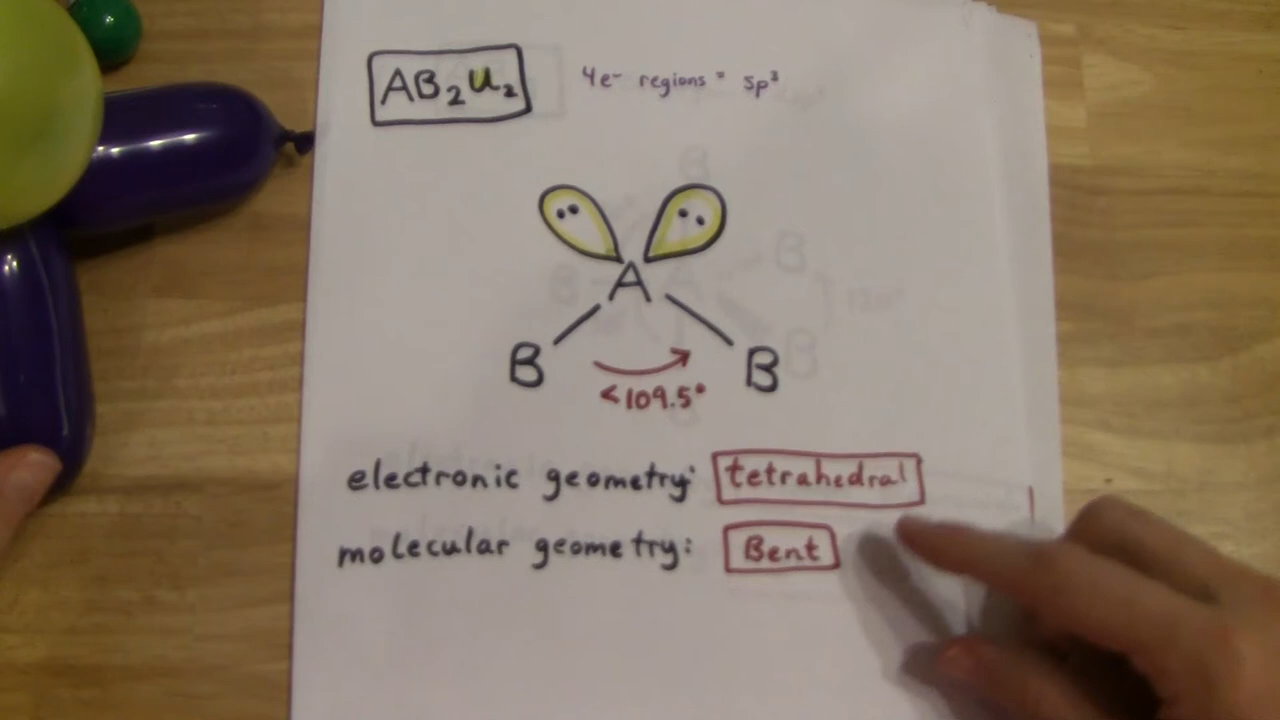 AB₂U₂
4e⁻ regions = sp³
A
B B
<109.5°
electronic geometry: tetrahedral
molecular geometry: Bent